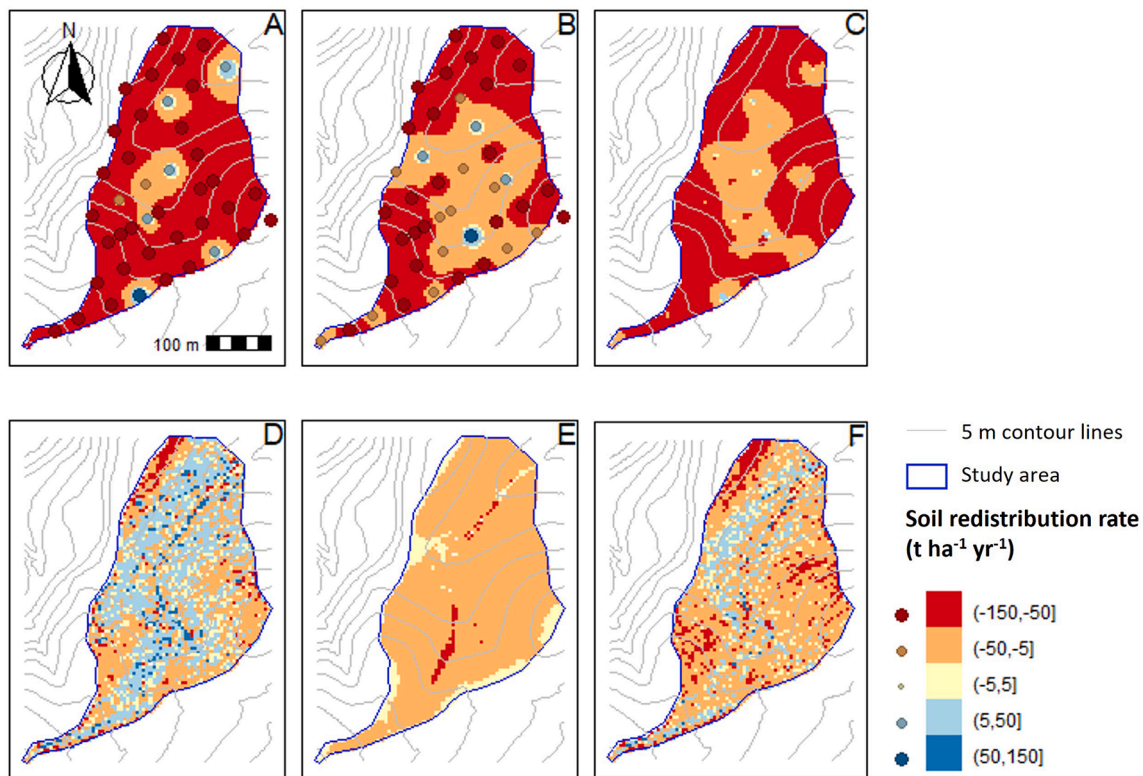 A
B
C
N
100 m
D
E
F
5 m contour lines
Study area
Soil redistribution rate
(t ha⁻¹ yr⁻¹)
(-150,-50]
(-50,-5]
(-5,5]
(5,50]
(50,150]